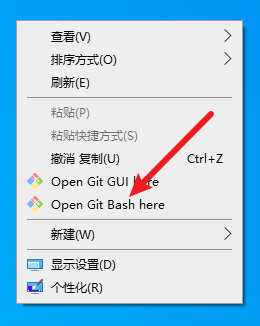 查看(V)
排序方式(O)
刷新(E)
粘贴(P)
粘贴快捷方式(S)
撤消 复制(U) Ctrl+Z
Open Git GUI here
Open Git Bash here
新建(W)
显示设置(D)
个性化(R)